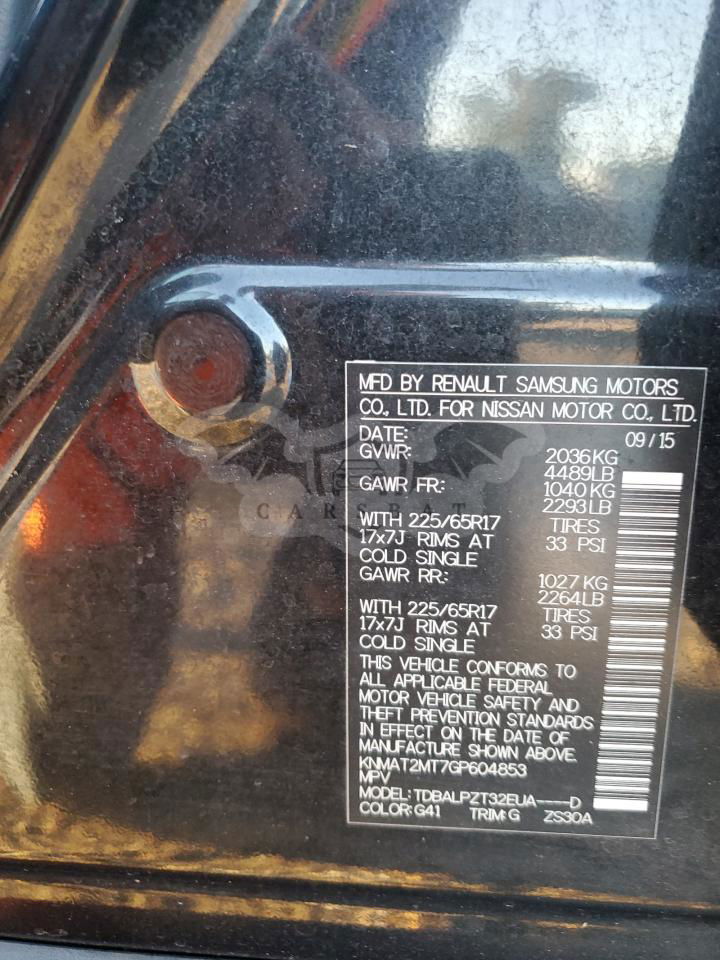 MFD BY RENAULT SAMSUNG MOTORS
CO., LTD. FOR NISSAN MOTOR CO., LTD.
DATE: 09/15
GVWR: 2036KG
4489LB
GAWR FR.: 1040KG
2293LB
WITH 225/65R17 TIRES
17x7J RIMS AT 33 PSI
COLD SINGLE
GAWR RR.: 1027KG
2264LB
WITH 225/65R17 TIRES
17x7J RIMS AT 33 PSI
COLD SINGLE
THIS VEHICLE CONFORMS TO
ALL APPLICABLE FEDERAL
MOTOR VEHICLE SAFETY AND
THEFT PREVENTION STANDARDS
IN EFFECT ON THE DATE OF
MANUFACTURE SHOWN ABOVE.
KNMAT2MT7GP604853
MPV
MODEL:TDBALPZT32EUA----D
COLOR:G41 TRIM:G ZS30A
CARSBAT